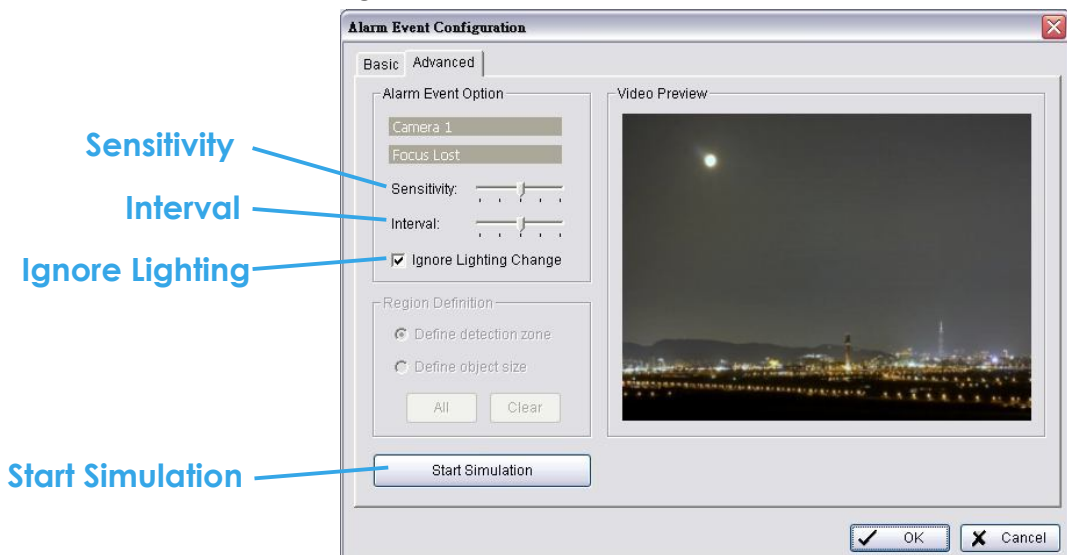 Alarm Event Configuration
Basic
Advanced
Alarm Event Option
Video Preview
Camera 1
Focus Lost
Sensitivity
Sensitivity:
Interval
Interval:
Ignore Lighting
Ignore Lighting Change
Region Definition
Define detection zone
Define object size
All
Clear
Start Simulation
Start Simulation
OK
Cancel